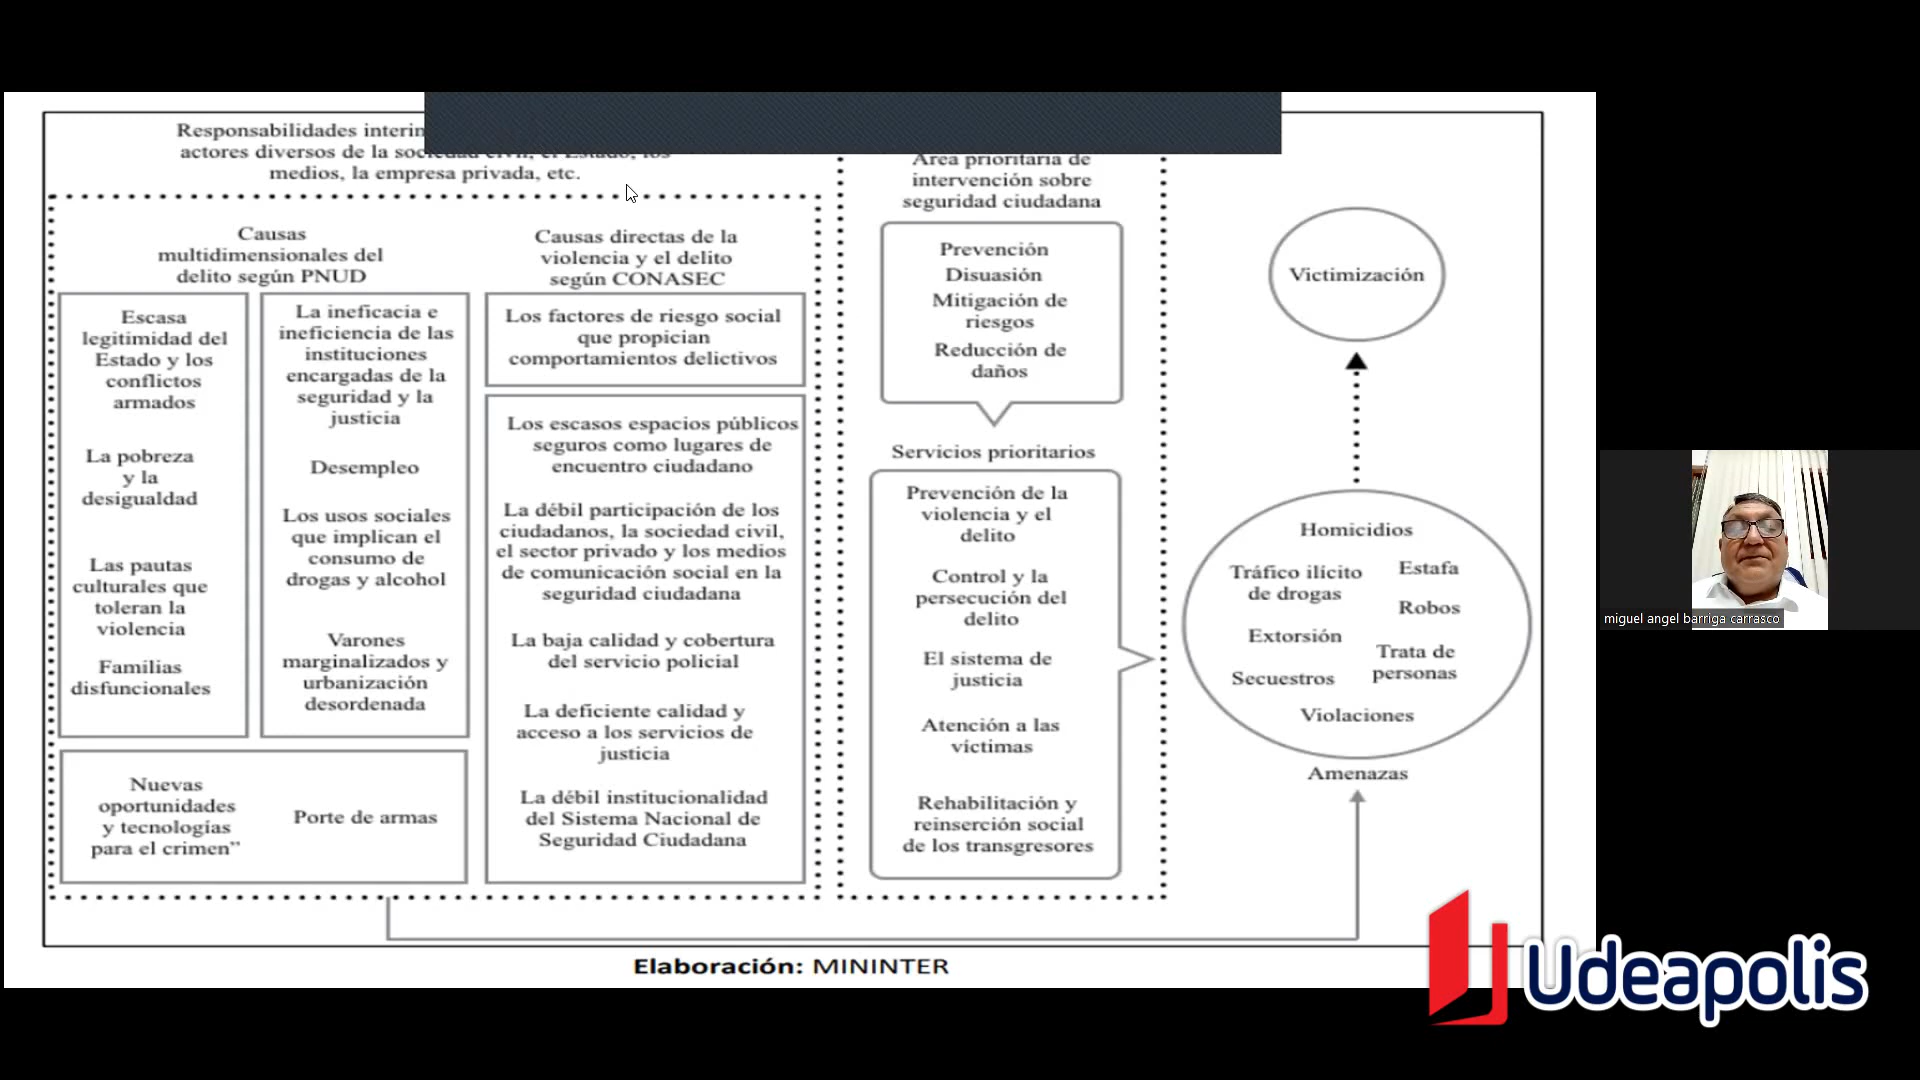 Responsabilidades interin
actores diversos de la sociedad civil, el Estado, los
medios, la empresa privada, etc.
Causas
multidimensionales del
delito según PNUD
Escasa
legitimidad del
Estado y los
conflictos
armados
La pobreza
y la
desigualdad
Las pautas
culturales que
toleran la
violencia
Familias
disfuncionales
La ineficacia e
ineficiencia de las
instituciones
encargadas de la
seguridad y la
justicia
Desempleo
Los usos sociales
que implican el
consumo de
drogas y alcohol
Varones
marginalizados y
urbanización
desordenada
Nuevas
oportunidades
y tecnologías
para el crimen”
Porte de armas
Causas directas de la
violencia y el delito
según CONASEC
Los factores de riesgo social
que propician
comportamientos delictivos
Los escasos espacios públicos
seguros como lugares de
encuentro ciudadano
La débil participación de los
ciudadanos, la sociedad civil,
el sector privado y los medios
de comunicación social en la
seguridad ciudadana
La baja calidad y cobertura
del servicio policial
La deficiente calidad y
acceso a los servicios de
justicia
La débil institucionalidad
del Sistema Nacional de
Seguridad Ciudadana
Área prioritaria de
intervención sobre
seguridad ciudadana
Prevención
Disuasión
Mitigación de
riesgos
Reducción de
daños
Servicios prioritarios
Prevención de la
violencia y el
delito
Control y la
persecución del
delito
El sistema de
justicia
Atención a las
víctimas
Rehabilitación y
reinserción social
de los transgresores
Victimización
Homicidios
Tráfico ilícito
de drogas
Estafa
Robos
Extorsión
Trata de
personas
Secuestros
Violaciones
Amenazas
Elaboración: MININTER
miguel angel barriga carrasco
Udeapolis